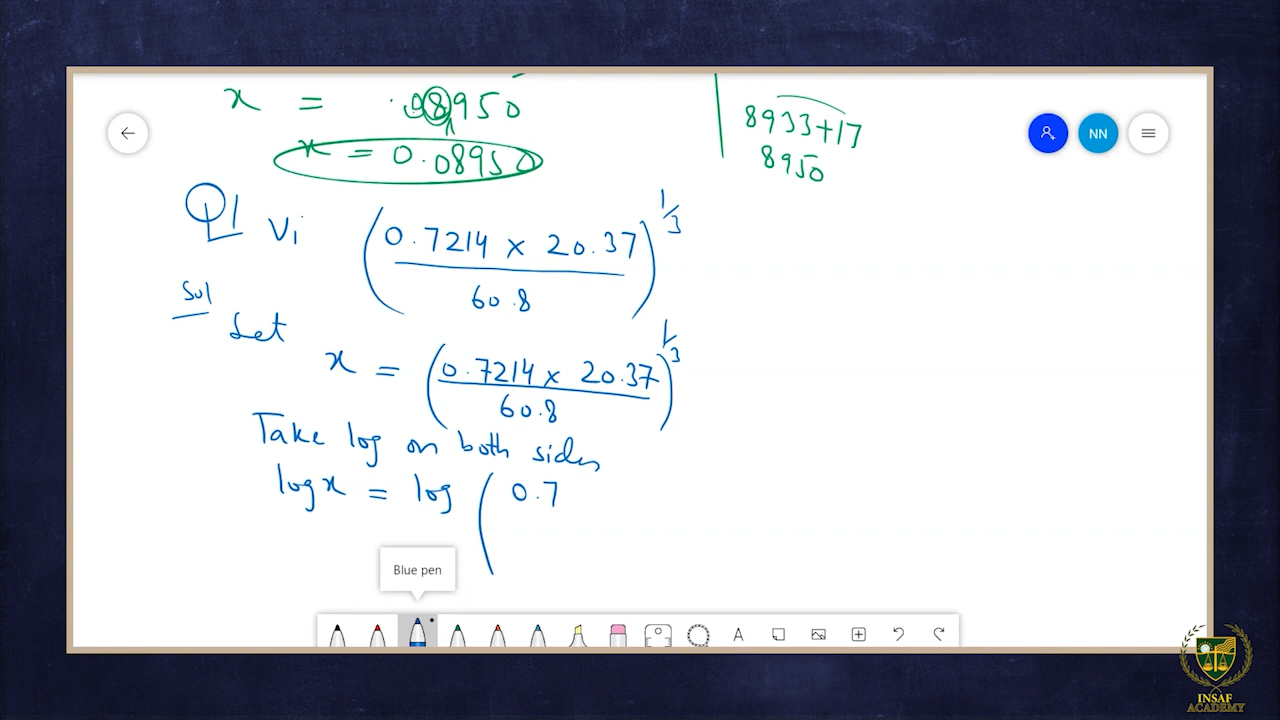 x = .08950
x = 0.08950
8933+17
8950
NN
Q1 vi (0.7214 × 20.37 / 60.8)^1/3
Sol
Let
x = (0.7214 × 20.37 / 60.8)^1/3
Take log on both sides
log x = log ( 0.7
Blue pen
A
INSAF
ACADEMY